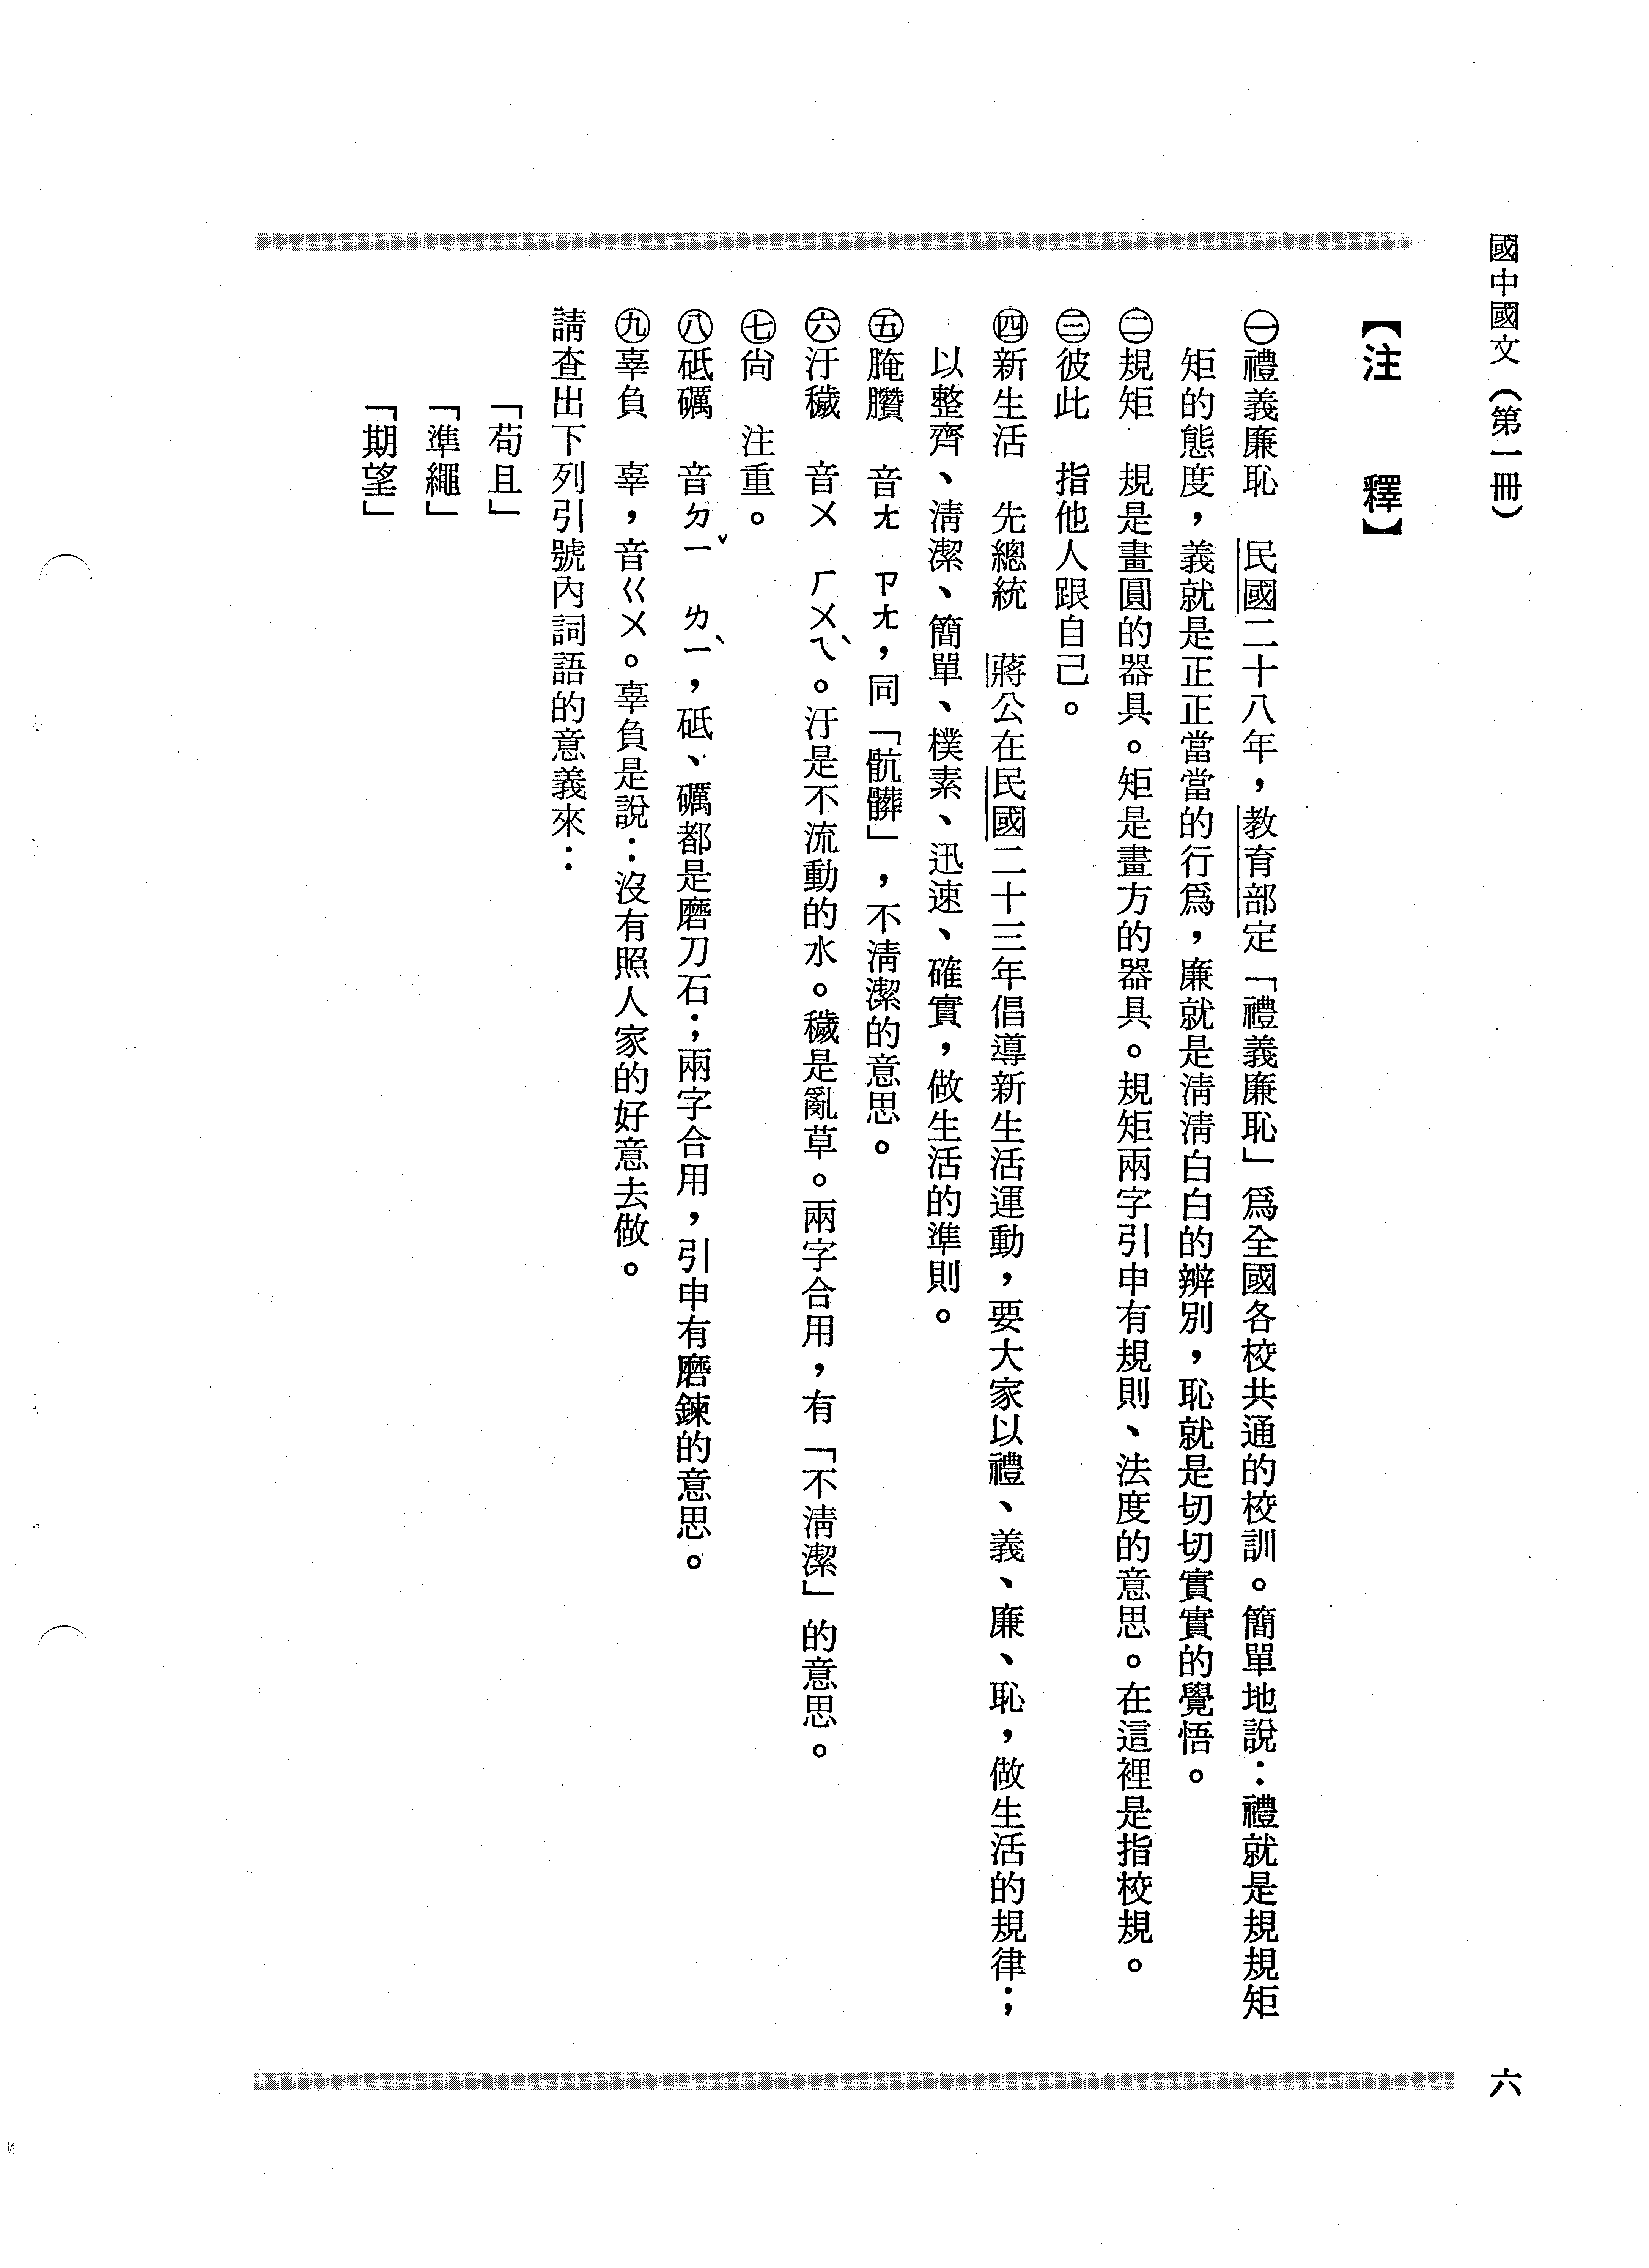 國中國文（第一冊）
六
【注　釋】
㊀禮義廉恥　民國二十八年，教育部定「禮義廉恥」爲全國各校共通的校訓。簡單地說：禮就是規規矩
矩的態度，義就是正正當當的行爲，廉就是清清白白的辨別，恥就是切切實實的覺悟。
㊁規矩　規是畫圓的器具。矩是畫方的器具。規矩兩字引申有規則、法度的意思。在這裡是指校規。
㊂彼此　指他人跟自己。
㊃新生活　先總統　蔣公在民國二十三年倡導新生活運動，要大家以禮、義、廉、恥，做生活的規律；
以整齊、清潔、簡單、樸素、迅速、確實，做生活的準則。
㊄腌臢　音ㄤ　ㄗㄤ，同「骯髒」，不清潔的意思。
㊅汙穢　音ㄨ　ㄏㄨㄟˋ。汙是不流動的水。穢是亂草。兩字合用，有「不清潔」的意思。
㊆尙　注重。
㊇砥礪　音ㄉㄧˇ　ㄌㄧˋ，砥、礪都是磨刀石；兩字合用，引申有磨鍊的意思。
㊈辜負　辜，音ㄍㄨ。辜負是說：沒有照人家的好意去做。
請查出下列引號內詞語的意義來：
「苟且」
「準繩」
「期望」